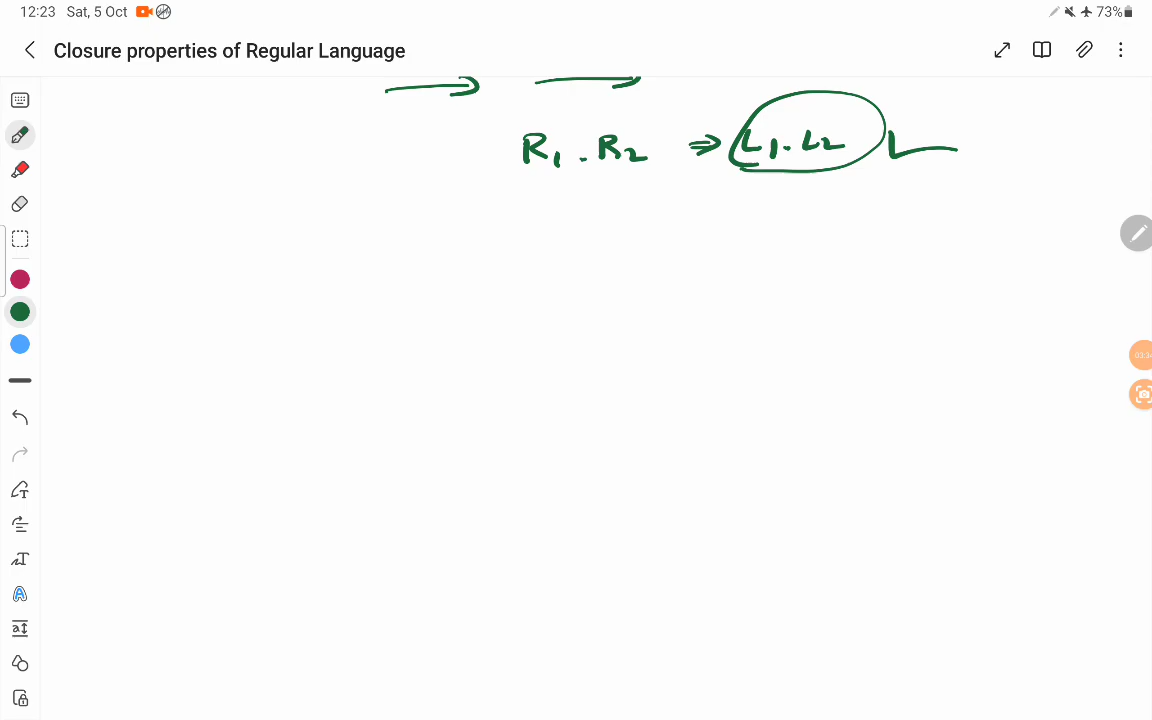 12:23 Sat, 5 Oct 73%
Closure properties of Regular Language
R1 . R2 ⇒ L1 . L2